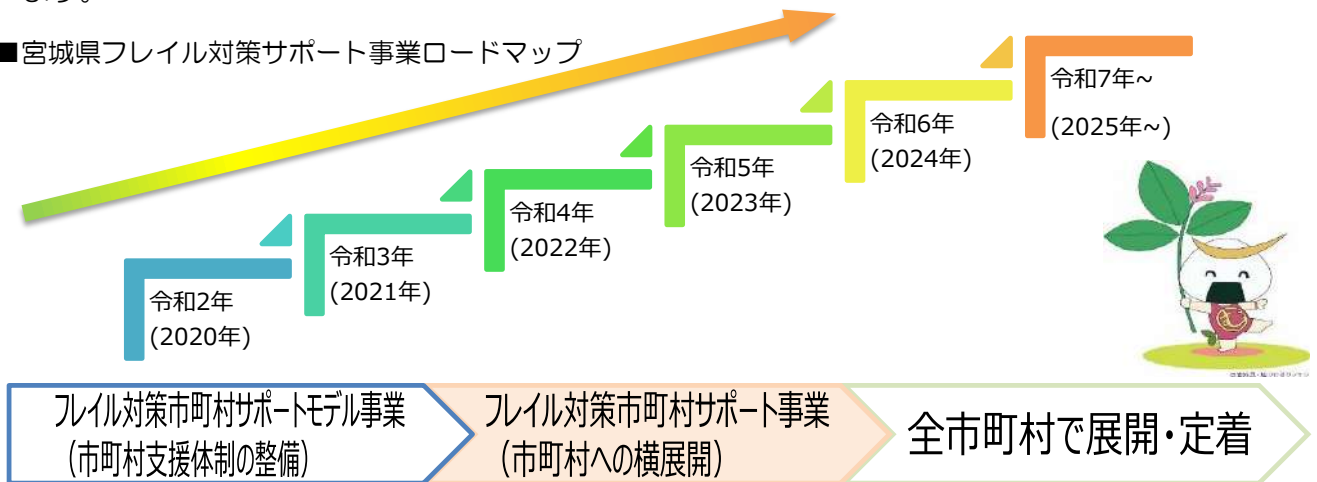 ■宮城県フレイル対策サポート事業ロードマップ
令和7年~
(2025年~)
令和6年
(2024年)
令和5年
(2023年)
令和4年
(2022年)
令和3年
(2021年)
令和2年
(2020年)
フレイル対策市町村サポートモデル事業
(市町村支援体制の整備)
フレイル対策市町村サポート事業
(市町村への横展開)
全市町村で展開・定着